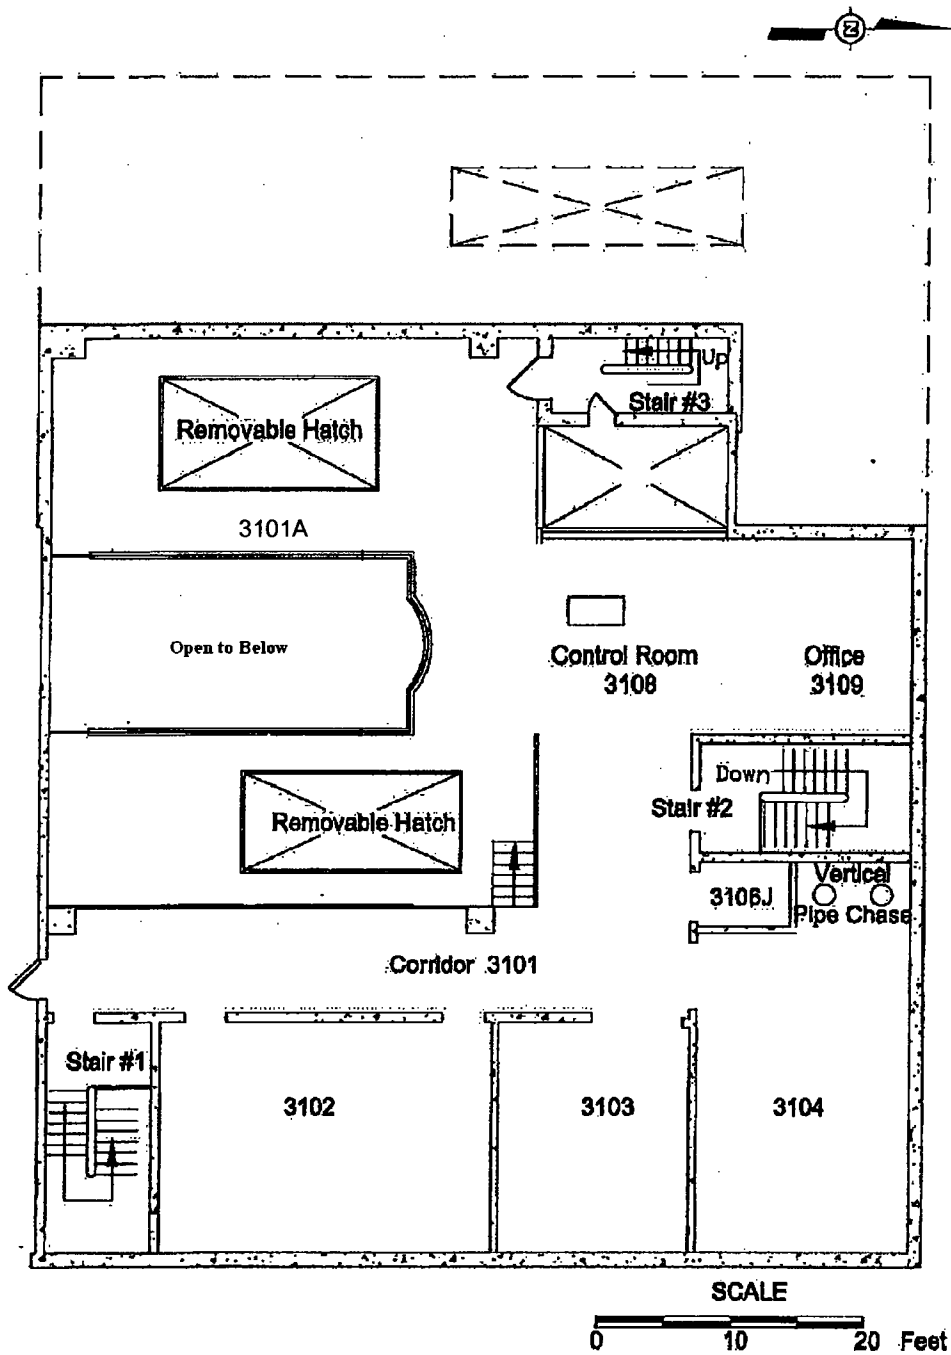 N
Up
Stair #3
Removable Hatch
3101A
Open to Below
Control Room
3108
Office
3109
Down
Stair #2
Removable Hatch
Vertical
3106J
Pipe Chase
Corridor 3101
Stair #1
3102
3103
3104
SCALE
0 10 20 Feet